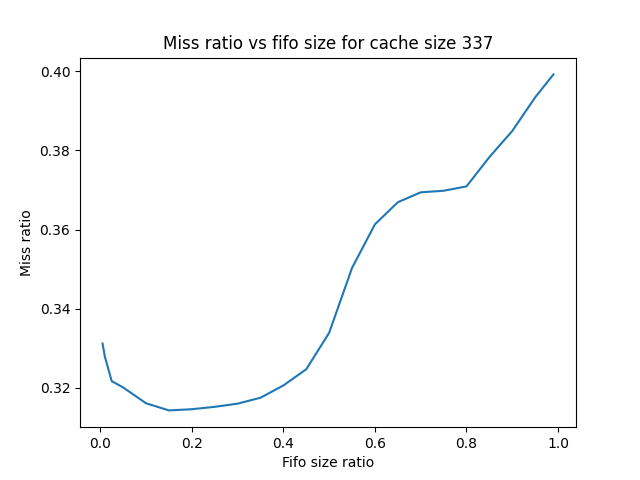 Miss ratio vs fifo size for cache size 337
0.40
0.38
0.36
0.34
0.32
Miss ratio
0.0 0.2 0.4 0.6 0.8 1.0
Fifo size ratio